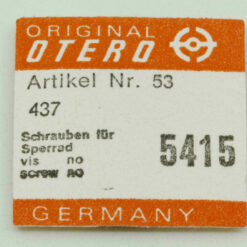 ORIGINAL
OTERO
Artikel Nr. 53
437
Schrauben für
Sperrad
vis no
screw no
5415
GERMANY